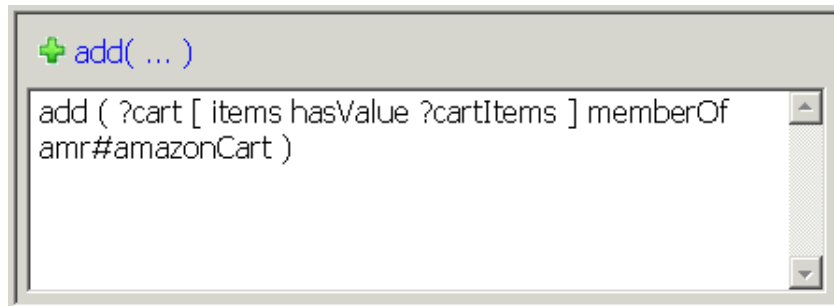 add( ... )
add ( ?cart [ items hasValue ?cartItems ] memberOf
amr#amazonCart )